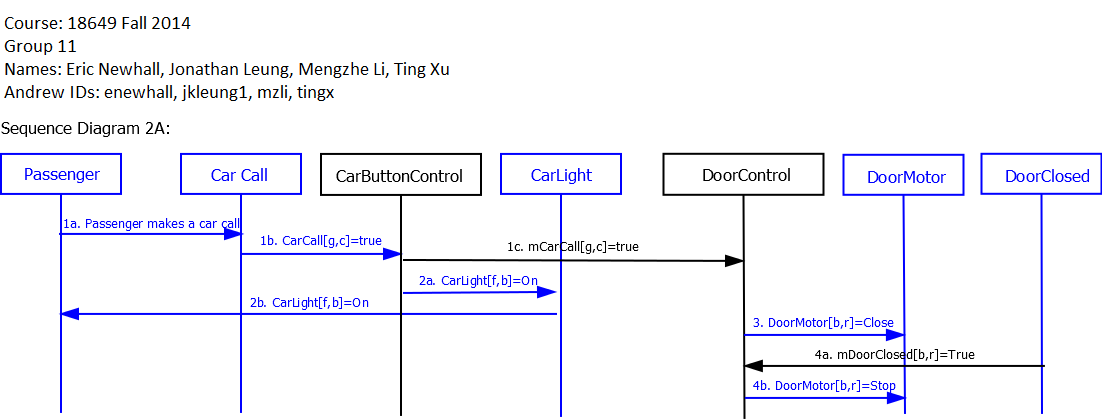 Course: 18649 Fall 2014
Group 11
Names: Eric Newhall, Jonathan Leung, Mengzhe Li, Ting Xu
Andrew IDs: enewhall, jkleung1, mzli, tingx
Sequence Diagram 2A:
Passenger
Car Call
CarButtonControl
CarLight
DoorControl
DoorMotor
DoorClosed
1a. Passenger makes a car call
1b. CarCall[g,c]=true
1c. mCarCall[g,c]=true
2a. CarLight[f,b]=On
2b. CarLight[f,b]=On
3. DoorMotor[b,r]=Close
4a. mDoorClosed[b,r]=True
4b. DoorMotor[b,r]=Stop